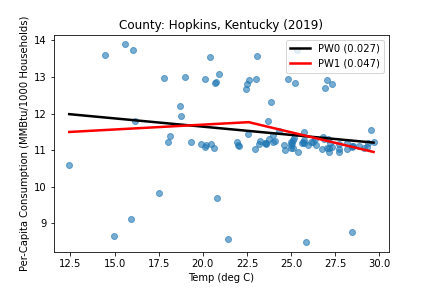 County: Hopkins, Kentucky (2019)
PW0 (0.027)
PW1 (0.047)
Per-Capita Consumption (MMBtu/1000 Households)
14
13
12
11
10
9
12.5 15.0 17.5 20.0 22.5 25.0 27.5 30.0
Temp (deg C)